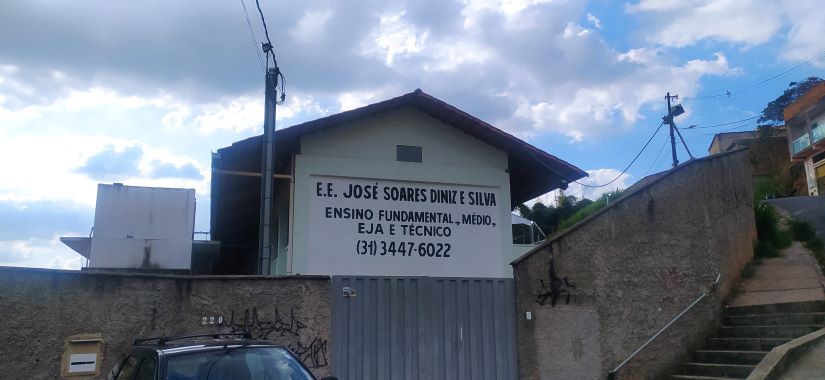 E.E. JOSÉ SOARES DINIZ E SILVA
ENSINO FUNDAMENTAL, MÉDIO,
EJA E TÉCNICO
(31) 3447-6022
220